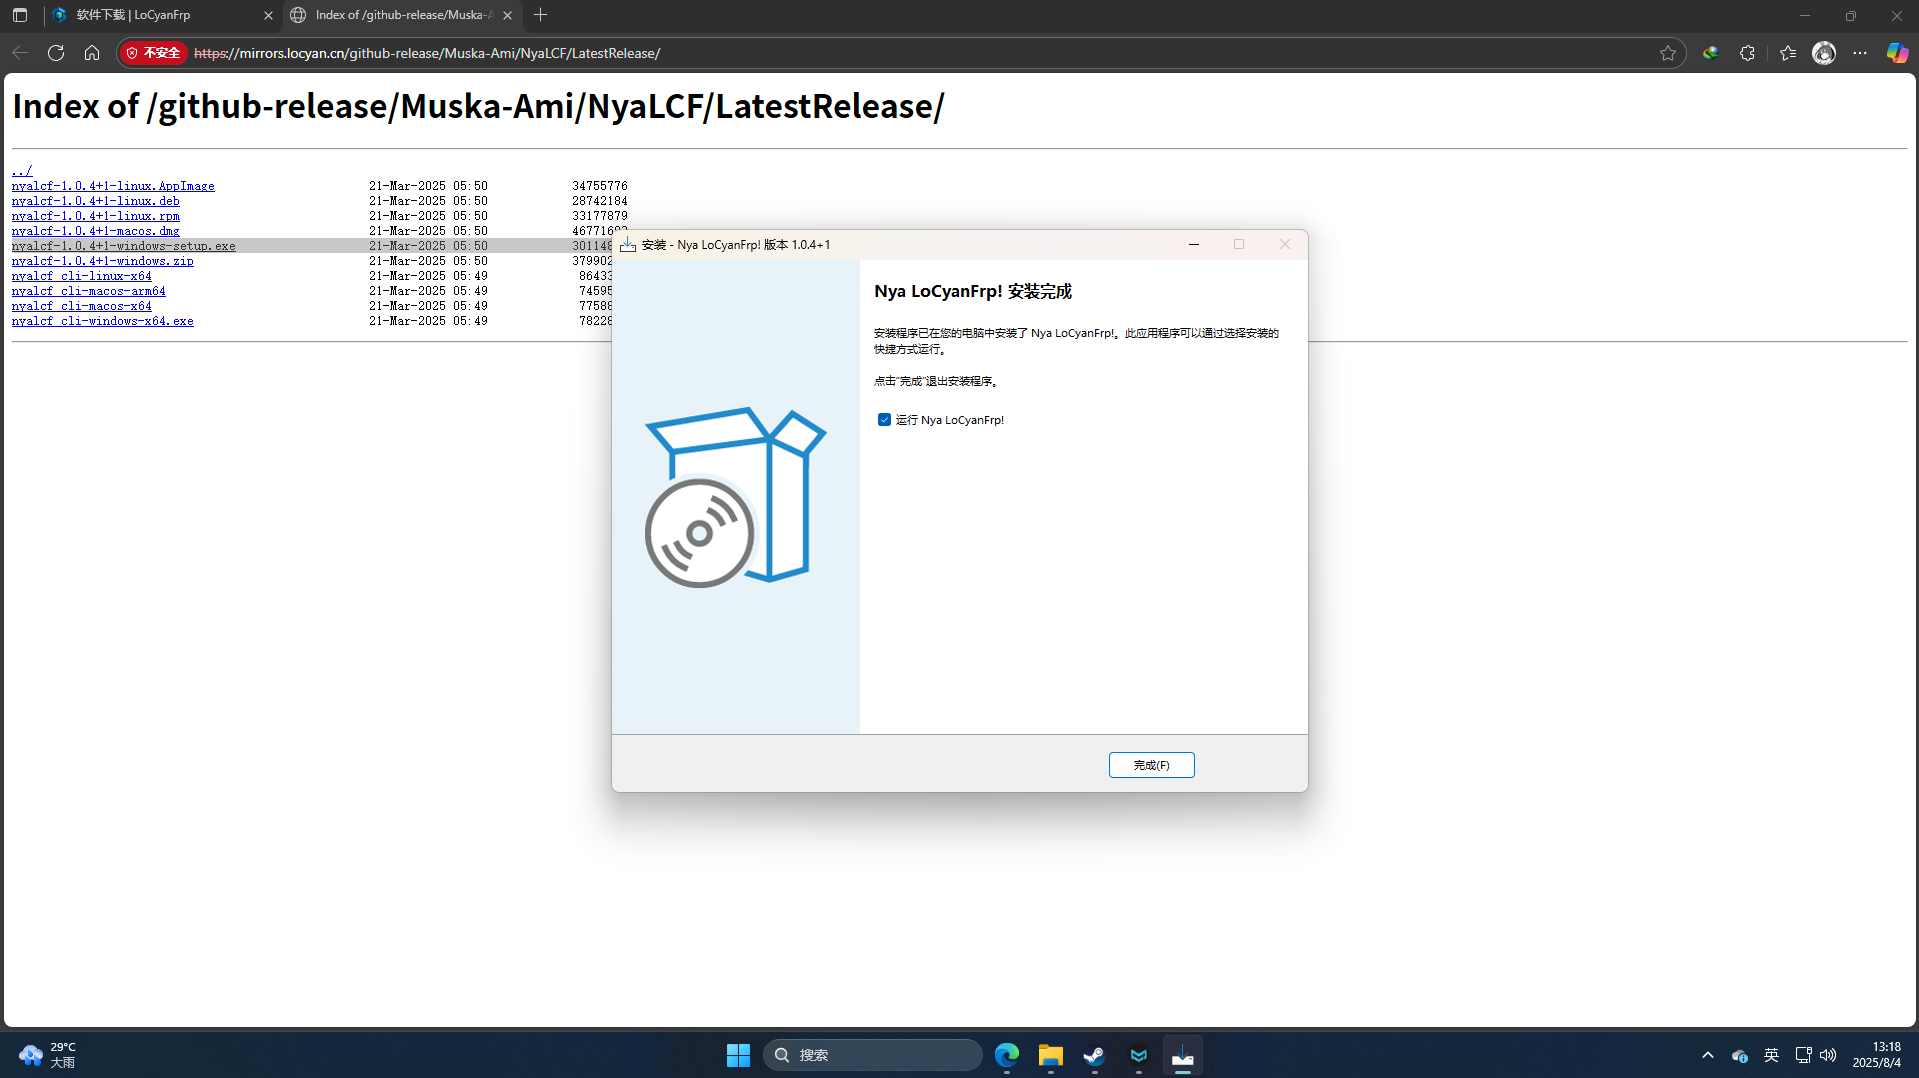 软件下载 | LoCyanFrp
Index of /github-release/Muska-A
不安全
https://mirrors.locyan.cn/github-release/Muska-Ami/NyaLCF/LatestRelease/
Index of /github-release/Muska-Ami/NyaLCF/LatestRelease/
../
nyalcf-1.0.4+1-linux.AppImage 21-Mar-2025 05:50 34755776
nyalcf-1.0.4+1-linux.deb 21-Mar-2025 05:50 28742184
nyalcf-1.0.4+1-linux.rpm 21-Mar-2025 05:50 33177879
nyalcf-1.0.4+1-macos.dmg 21-Mar-2025 05:50
nyalcf-1.0.4+1-windows-setup.exe 21-Mar-2025 05:50 30114
nyalcf-1.0.4+1-windows.zip 21-Mar-2025 05:50 379902
nyalcf_cli-linux-x64 21-Mar-2025 05:49 86433
nyalcf_cli-macos-arm64 21-Mar-2025 05:49 74595
nyalcf_cli-macos-x64 21-Mar-2025 05:49 77588
nyalcf_cli-windows-x64.exe 21-Mar-2025 05:49 78228
安装 - Nya LoCyanFrp! 版本 1.0.4+1
Nya LoCyanFrp! 安装完成
安装程序已在您的电脑中安装了 Nya LoCyanFrp!。此应用程序可以通过选择安装的
快捷方式运行。
点击“完成”退出安装程序。
运行 Nya LoCyanFrp!
完成(F)
29°C
大雨
搜索
英
13:18
2025/8/4